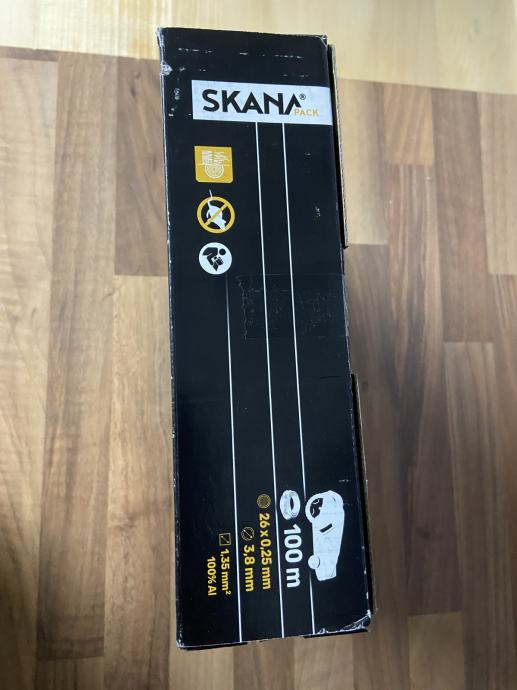 SKANA®
PACK
100 m
26 x 0,25 mm
3,8 mm
1,35 mm²
100% Al